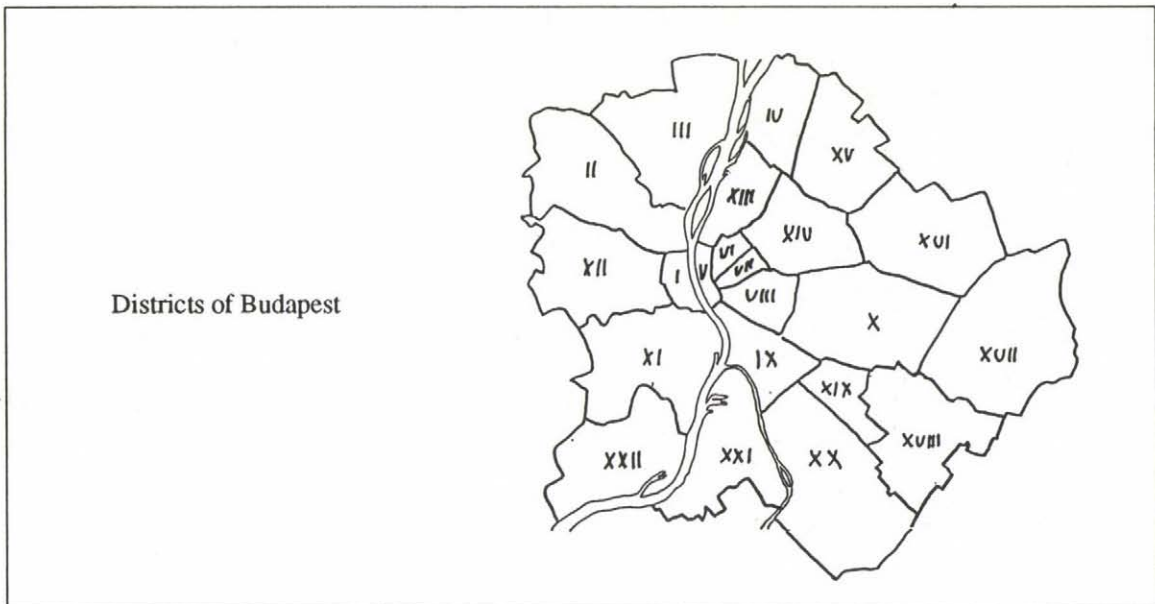 Districts of Budapest
III
IV
XV
II
XIII
XIV
XVI
XII
I
V
VI
VII
VIII
X
XVII
XI
IX
XIX
XVIII
XXII
XXI
XX